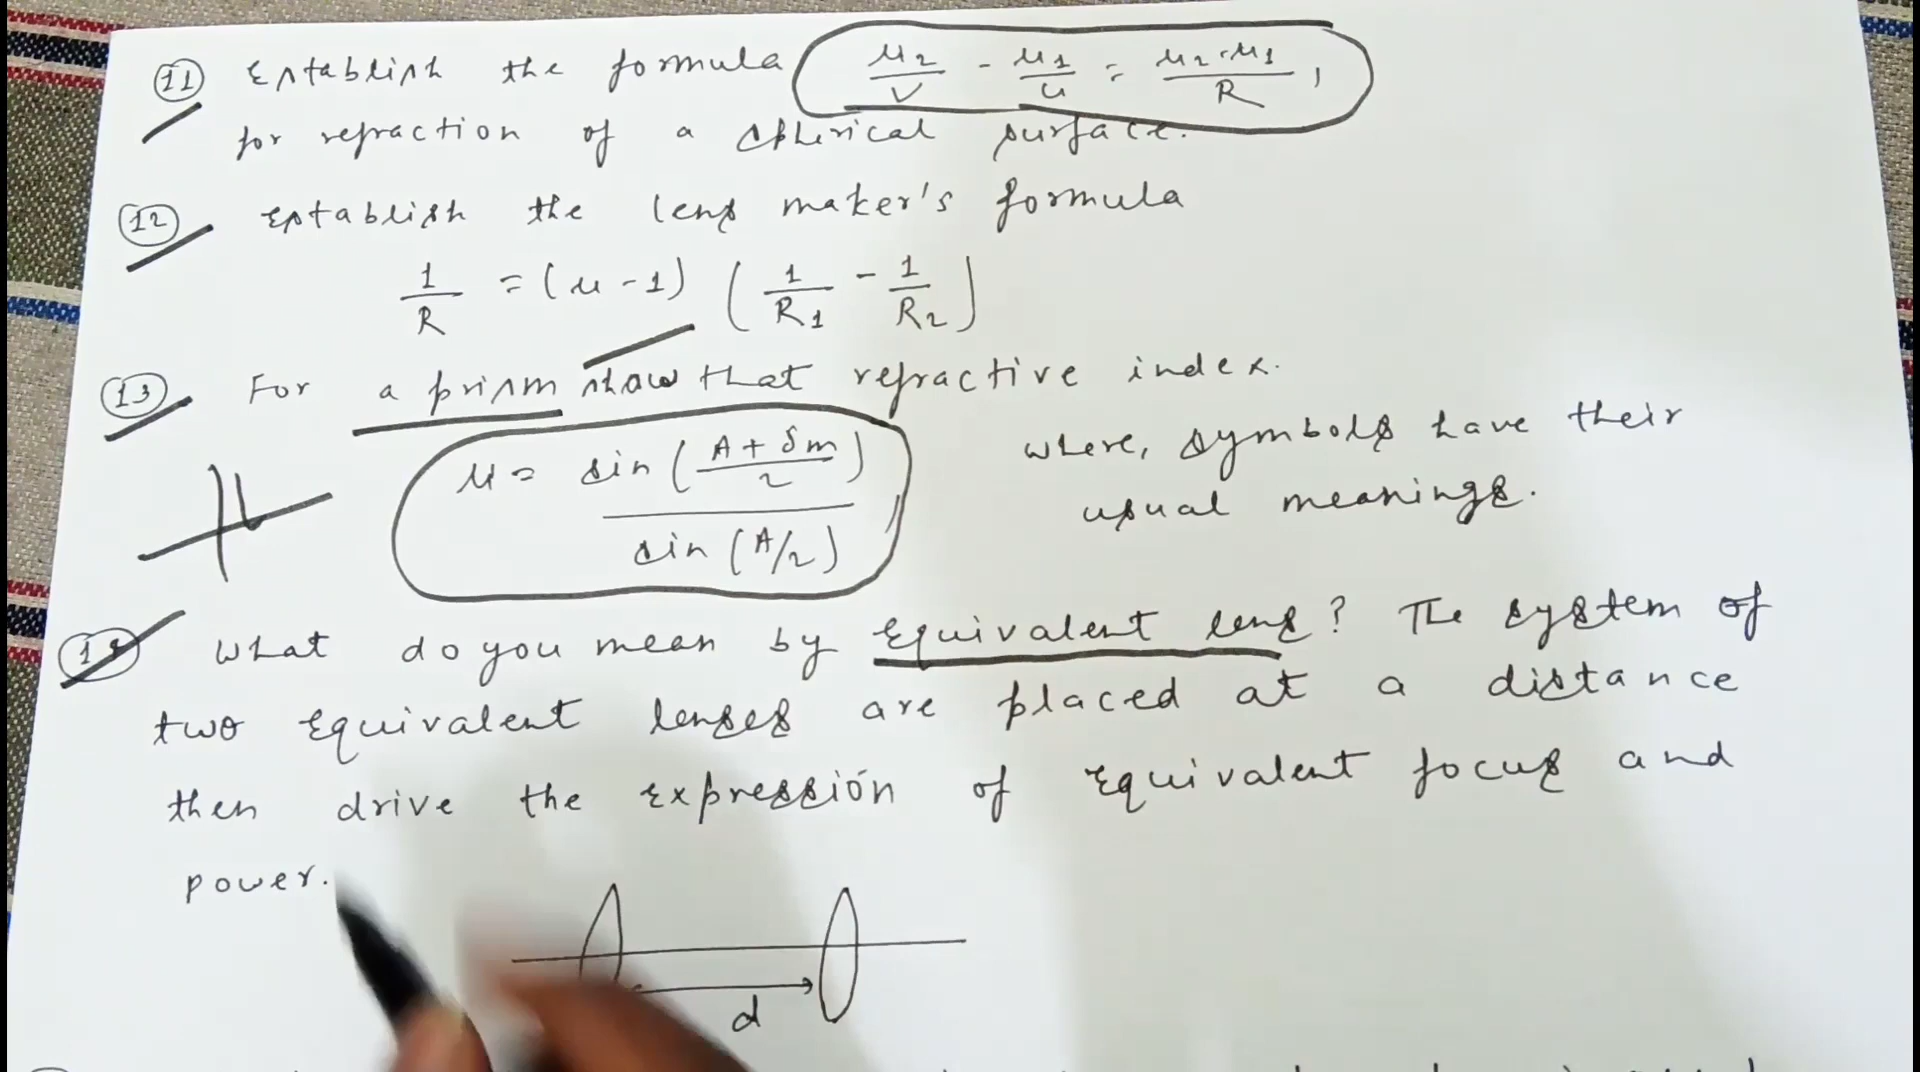 11 Establish the formula μ2/V - μ1/u = μ2-μ1/R,
for refraction of a spherical surface.
12 establish the lens maker's formula
1/R = (μ-1) (1/R1 - 1/R2)
13 For a prism show that refractive index.
μ = sin (A+δm/2) / sin (A/2) where, symbols have their
usual meanings.
What do you mean by equivalent lens? The system of
two equivalent lenses are placed at a distance
then drive the expression of equivalent focus and
power.
d